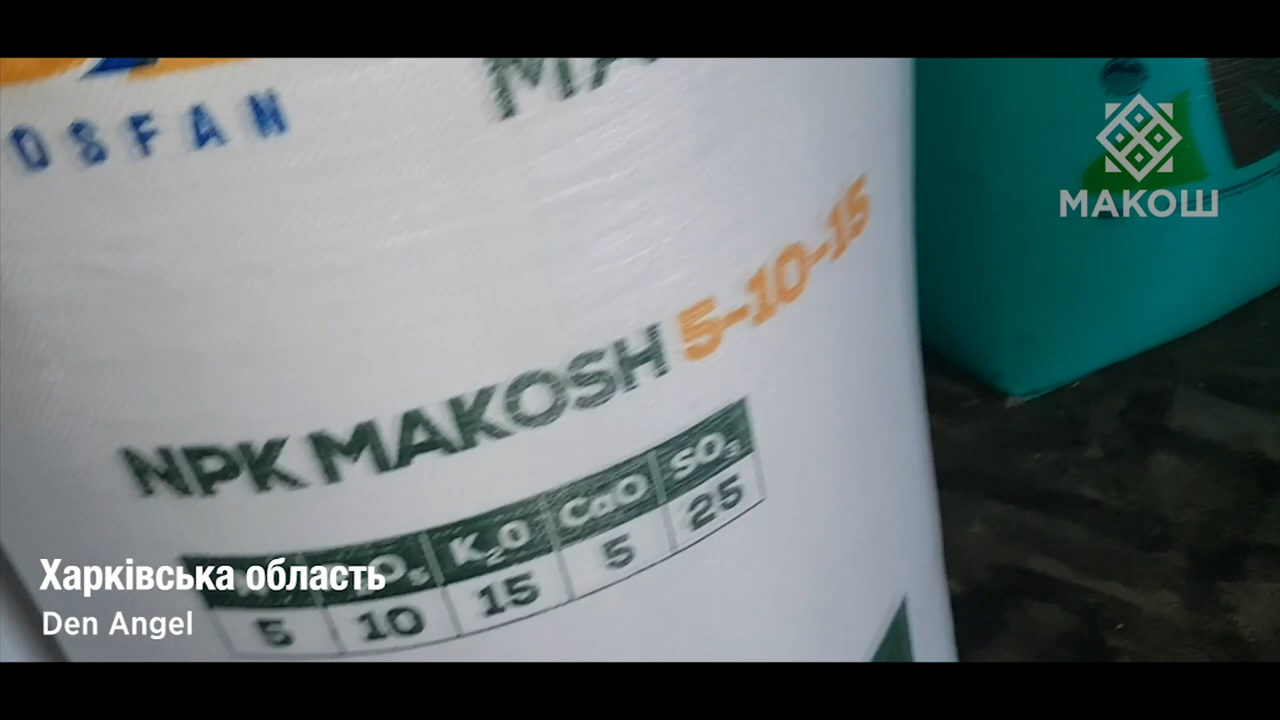 OSFAN
MA
МАКОШ
NPK MAKOSH 5-10-15
K₂O CaO SO₃
5 10 15 5 25
Харківська область
Den Angel